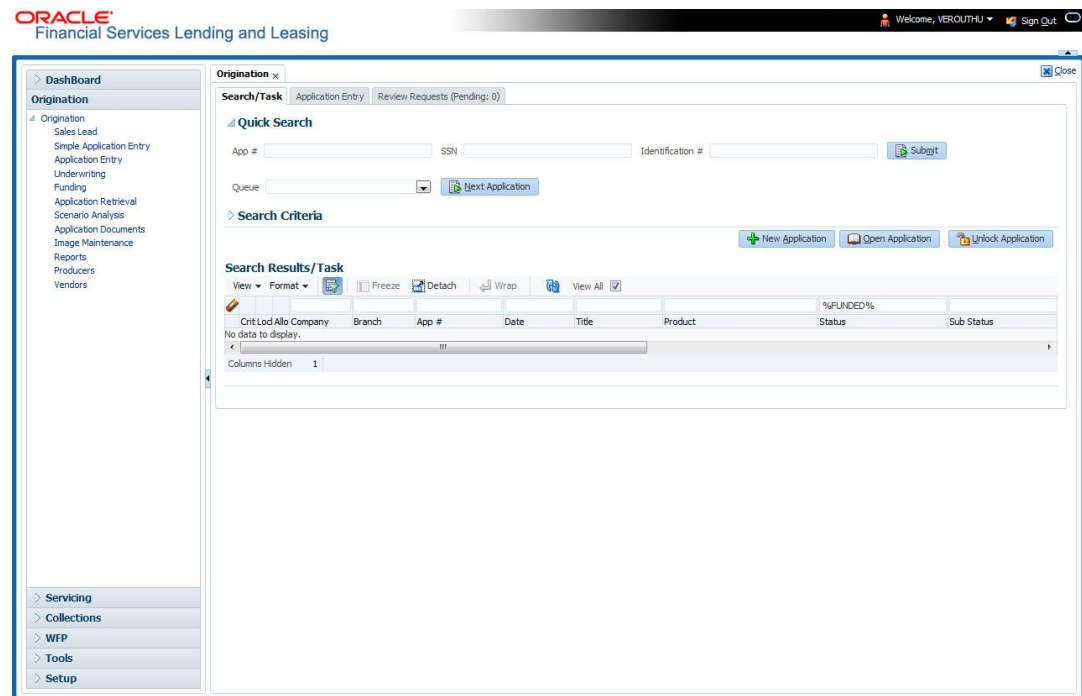 ORACLE®
Financial Services Lending and Leasing
Welcome, VEROUTHU
Sign Out
DashBoard
Origination
Origination
Sales Lead
Simple Application Entry
Application Entry
Underwriting
Funding
Application Retrieval
Scenario Analysis
Application Documents
Image Maintenance
Reports
Producers
Vendors
Servicing
Collections
WFP
Tools
Setup
Origination x
Close
Search/Task Application Entry Review Requests (Pending: 0)
Quick Search
App # SSN Identification # Submit
Queue Next Application
Search Criteria
New Application Open Application Unlock Application
Search Results/Task
View Format Freeze Detach Wrap View All
%FUNDED%
Crit Locl Allo Company Branch App # Date Title Product Status Sub Status
No data to display.
Columns Hidden 1